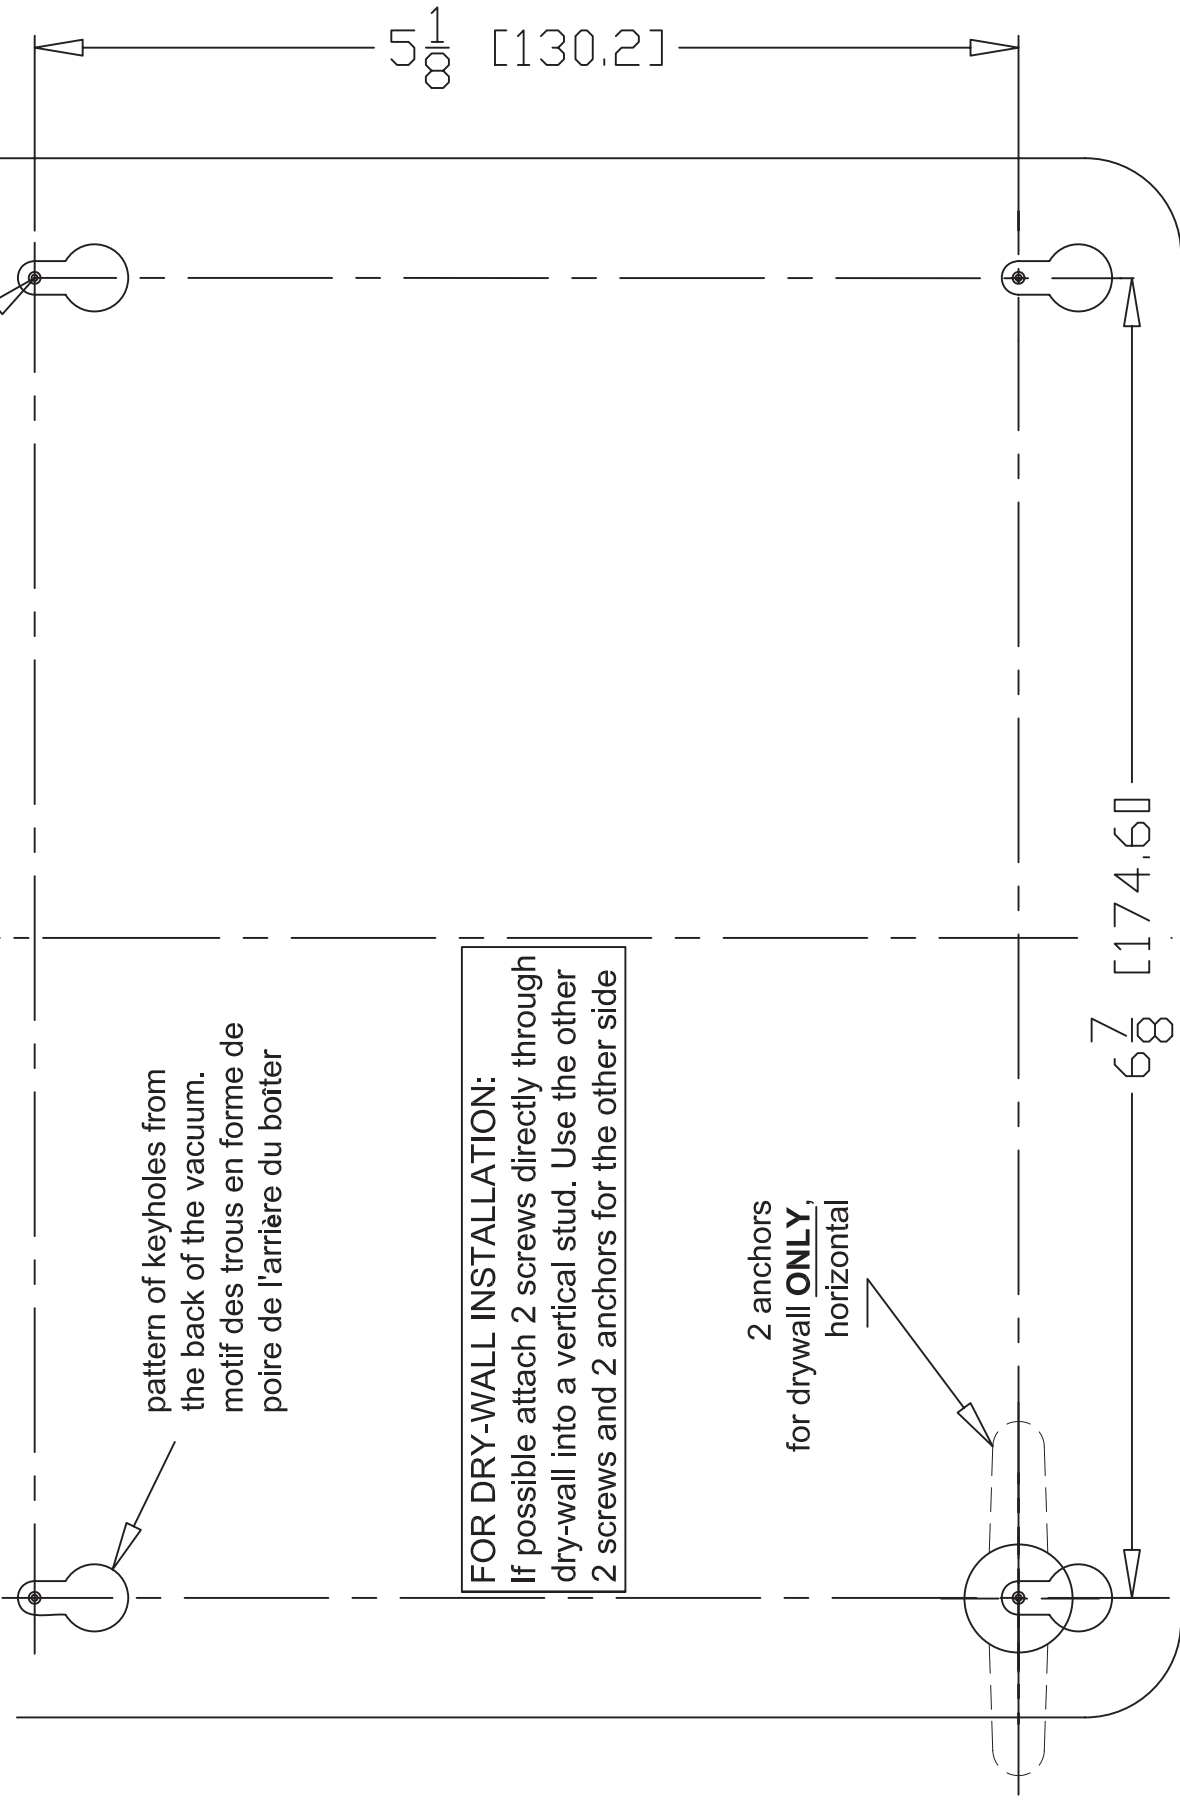 5 1/8 [130.2]
pattern of keyholes from
the back of the vacuum.
motif des trous en forme de
poire de l'arrière du boîter
FOR DRY-WALL INSTALLATION:
If possible attach 2 screws directly through
dry-wall into a vertical stud. Use the other
2 screws and 2 anchors for the other side
2 anchors
for drywall ONLY,
horizontal
6 7/8 [174.6]